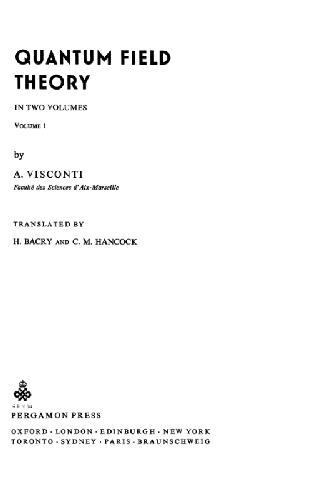 QUANTUM FIELD
THEORY
IN TWO VOLUMES
VOLUME I
by
A. VISCONTI
Faculté des Sciences d'Aix-Marseille
TRANSLATED BY
H. BACRY AND C. M. HANCOCK
PERGAMON PRESS
OXFORD · LONDON · EDINBURGH · NEW YORK
TORONTO · SYDNEY · PARIS · BRAUNSCHWEIG